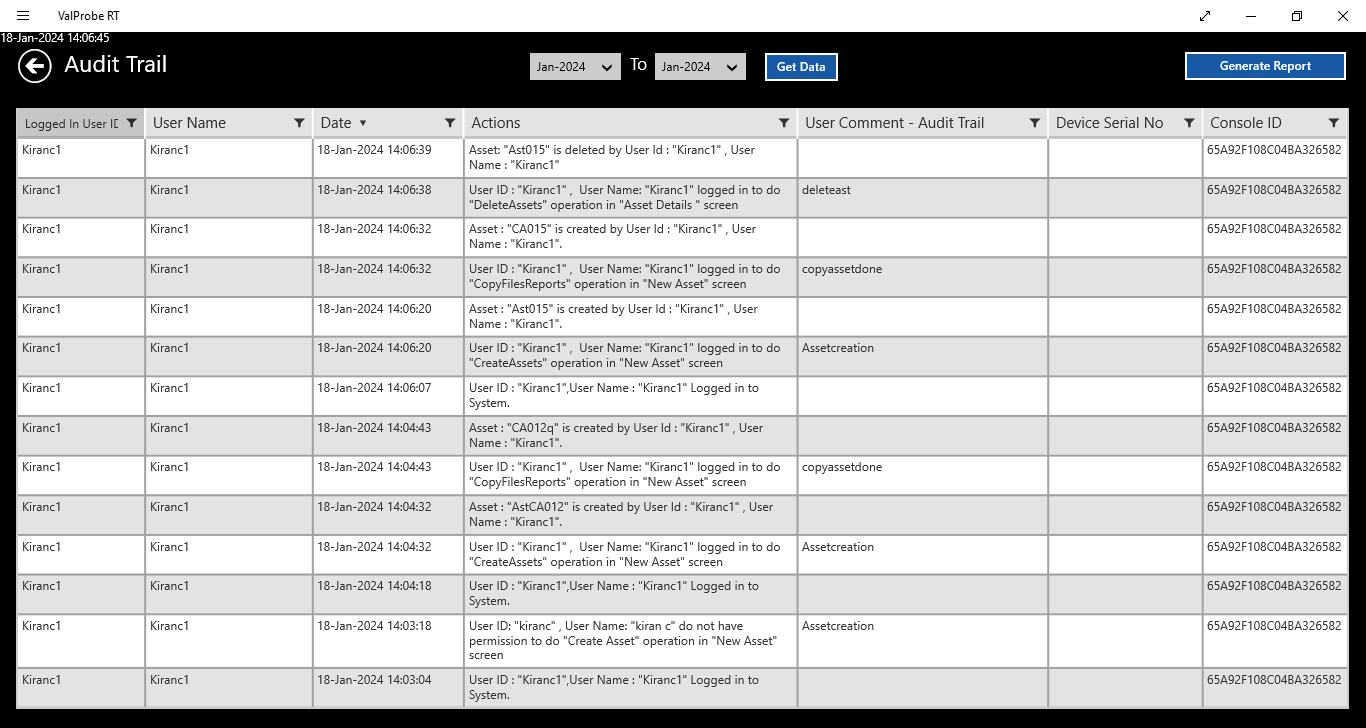 ValProbe RT
18-Jan-2024 14:06:45
Audit Trail
Jan-2024 To Jan-2024 Get Data Generate Report
Logged In User ID User Name Date Actions User Comment - Audit Trail Device Serial No Console ID
Kiranc1 Kiranc1 18-Jan-2024 14:06:39 Asset: "Ast015" is deleted by User Id : "Kiranc1" , User 65A92F108C04BA326582
Name : "Kiranc1"
Kiranc1 Kiranc1 18-Jan-2024 14:06:38 User ID : "Kiranc1" , User Name: "Kiranc1" logged in to do deleteast 65A92F108C04BA326582
"DeleteAssets" operation in "Asset Details " screen
Kiranc1 Kiranc1 18-Jan-2024 14:06:32 Asset : "CA015" is created by User Id : "Kiranc1" , User 65A92F108C04BA326582
Name : "Kiranc1".
Kiranc1 Kiranc1 18-Jan-2024 14:06:32 User ID : "Kiranc1" , User Name: "Kiranc1" logged in to do copyassetdone 65A92F108C04BA326582
"CopyFilesReports" operation in "New Asset" screen
Kiranc1 Kiranc1 18-Jan-2024 14:06:20 Asset : "Ast015" is created by User Id : "Kiranc1" , User 65A92F108C04BA326582
Name : "Kiranc1".
Kiranc1 Kiranc1 18-Jan-2024 14:06:20 User ID : "Kiranc1" , User Name: "Kiranc1" logged in to do Assetcreation 65A92F108C04BA326582
"CreateAssets" operation in "New Asset" screen
Kiranc1 Kiranc1 18-Jan-2024 14:06:07 User ID : "Kiranc1",User Name : "Kiranc1" Logged in to 65A92F108C04BA326582
System.
Kiranc1 Kiranc1 18-Jan-2024 14:04:43 Asset : "CA012q" is created by User Id : "Kiranc1" , User 65A92F108C04BA326582
Name : "Kiranc1".
Kiranc1 Kiranc1 18-Jan-2024 14:04:43 User ID : "Kiranc1" , User Name: "Kiranc1" logged in to do copyassetdone 65A92F108C04BA326582
"CopyFilesReports" operation in "New Asset" screen
Kiranc1 Kiranc1 18-Jan-2024 14:04:32 Asset : "AstCA012" is created by User Id : "Kiranc1" , User 65A92F108C04BA326582
Name : "Kiranc1".
Kiranc1 Kiranc1 18-Jan-2024 14:04:32 User ID : "Kiranc1" , User Name: "Kiranc1" logged in to do Assetcreation 65A92F108C04BA326582
"CreateAssets" operation in "New Asset" screen
Kiranc1 Kiranc1 18-Jan-2024 14:04:18 User ID : "Kiranc1",User Name : "Kiranc1" Logged in to 65A92F108C04BA326582
System.
Kiranc1 Kiranc1 18-Jan-2024 14:03:18 User ID: "kiranc" , User Name: "kiran c" do not have Assetcreation 65A92F108C04BA326582
permission to do "Create Asset" operation in "New Asset"
screen
Kiranc1 Kiranc1 18-Jan-2024 14:03:04 User ID : "Kiranc1",User Name : "Kiranc1" Logged in to 65A92F108C04BA326582
System.